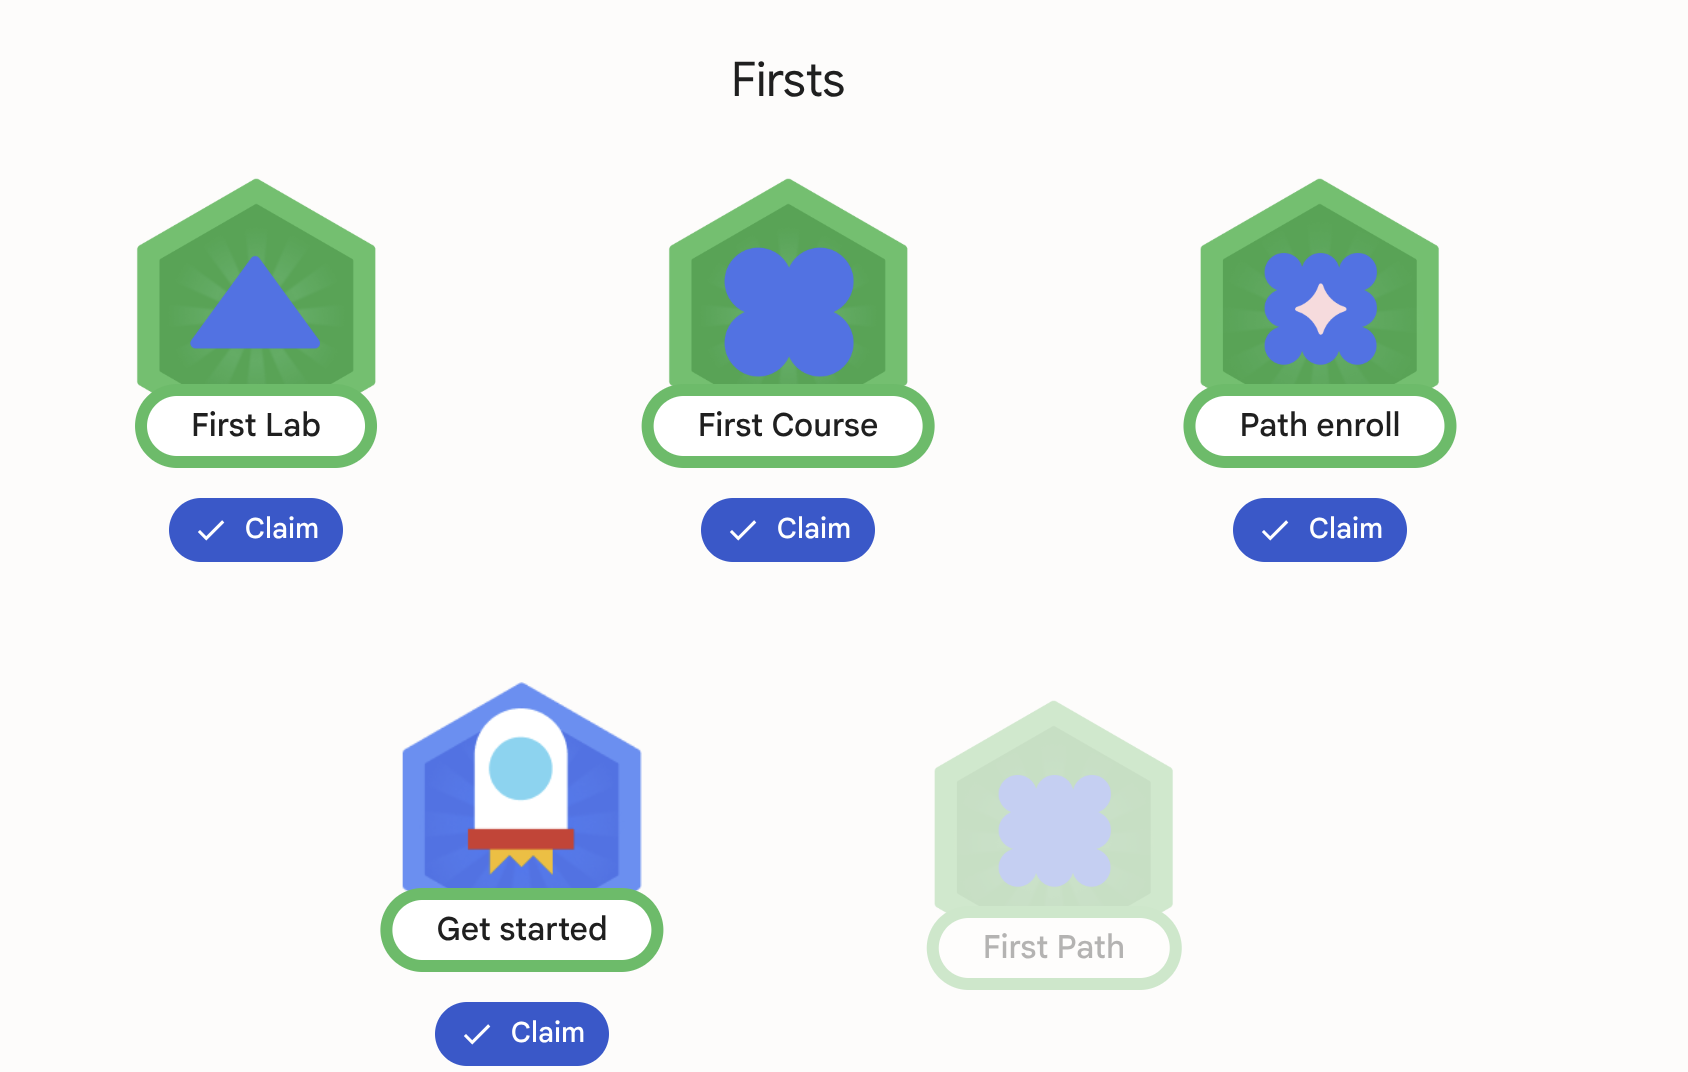 Firsts
First Lab
First Course
Path enroll
Claim
Claim
Claim
Get started
First Path
Claim